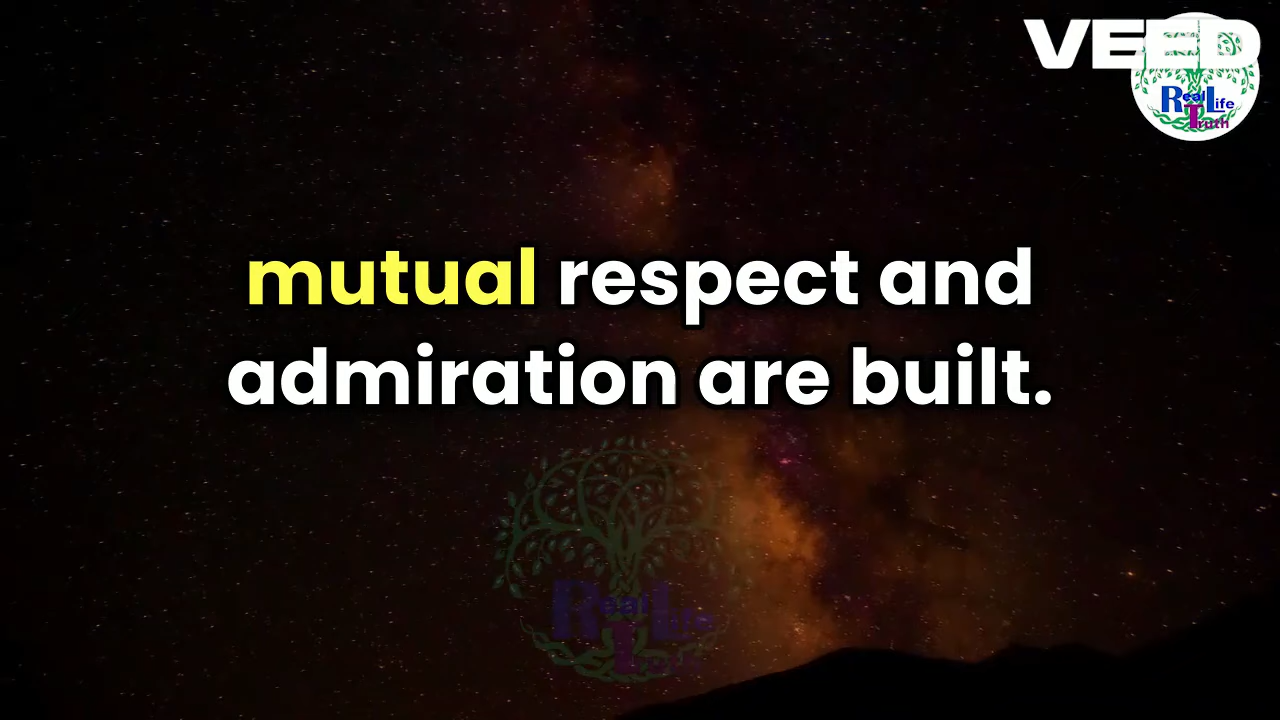 VEED
Real Life
Truth
mutual respect and
admiration are built.
Real Life
Truth